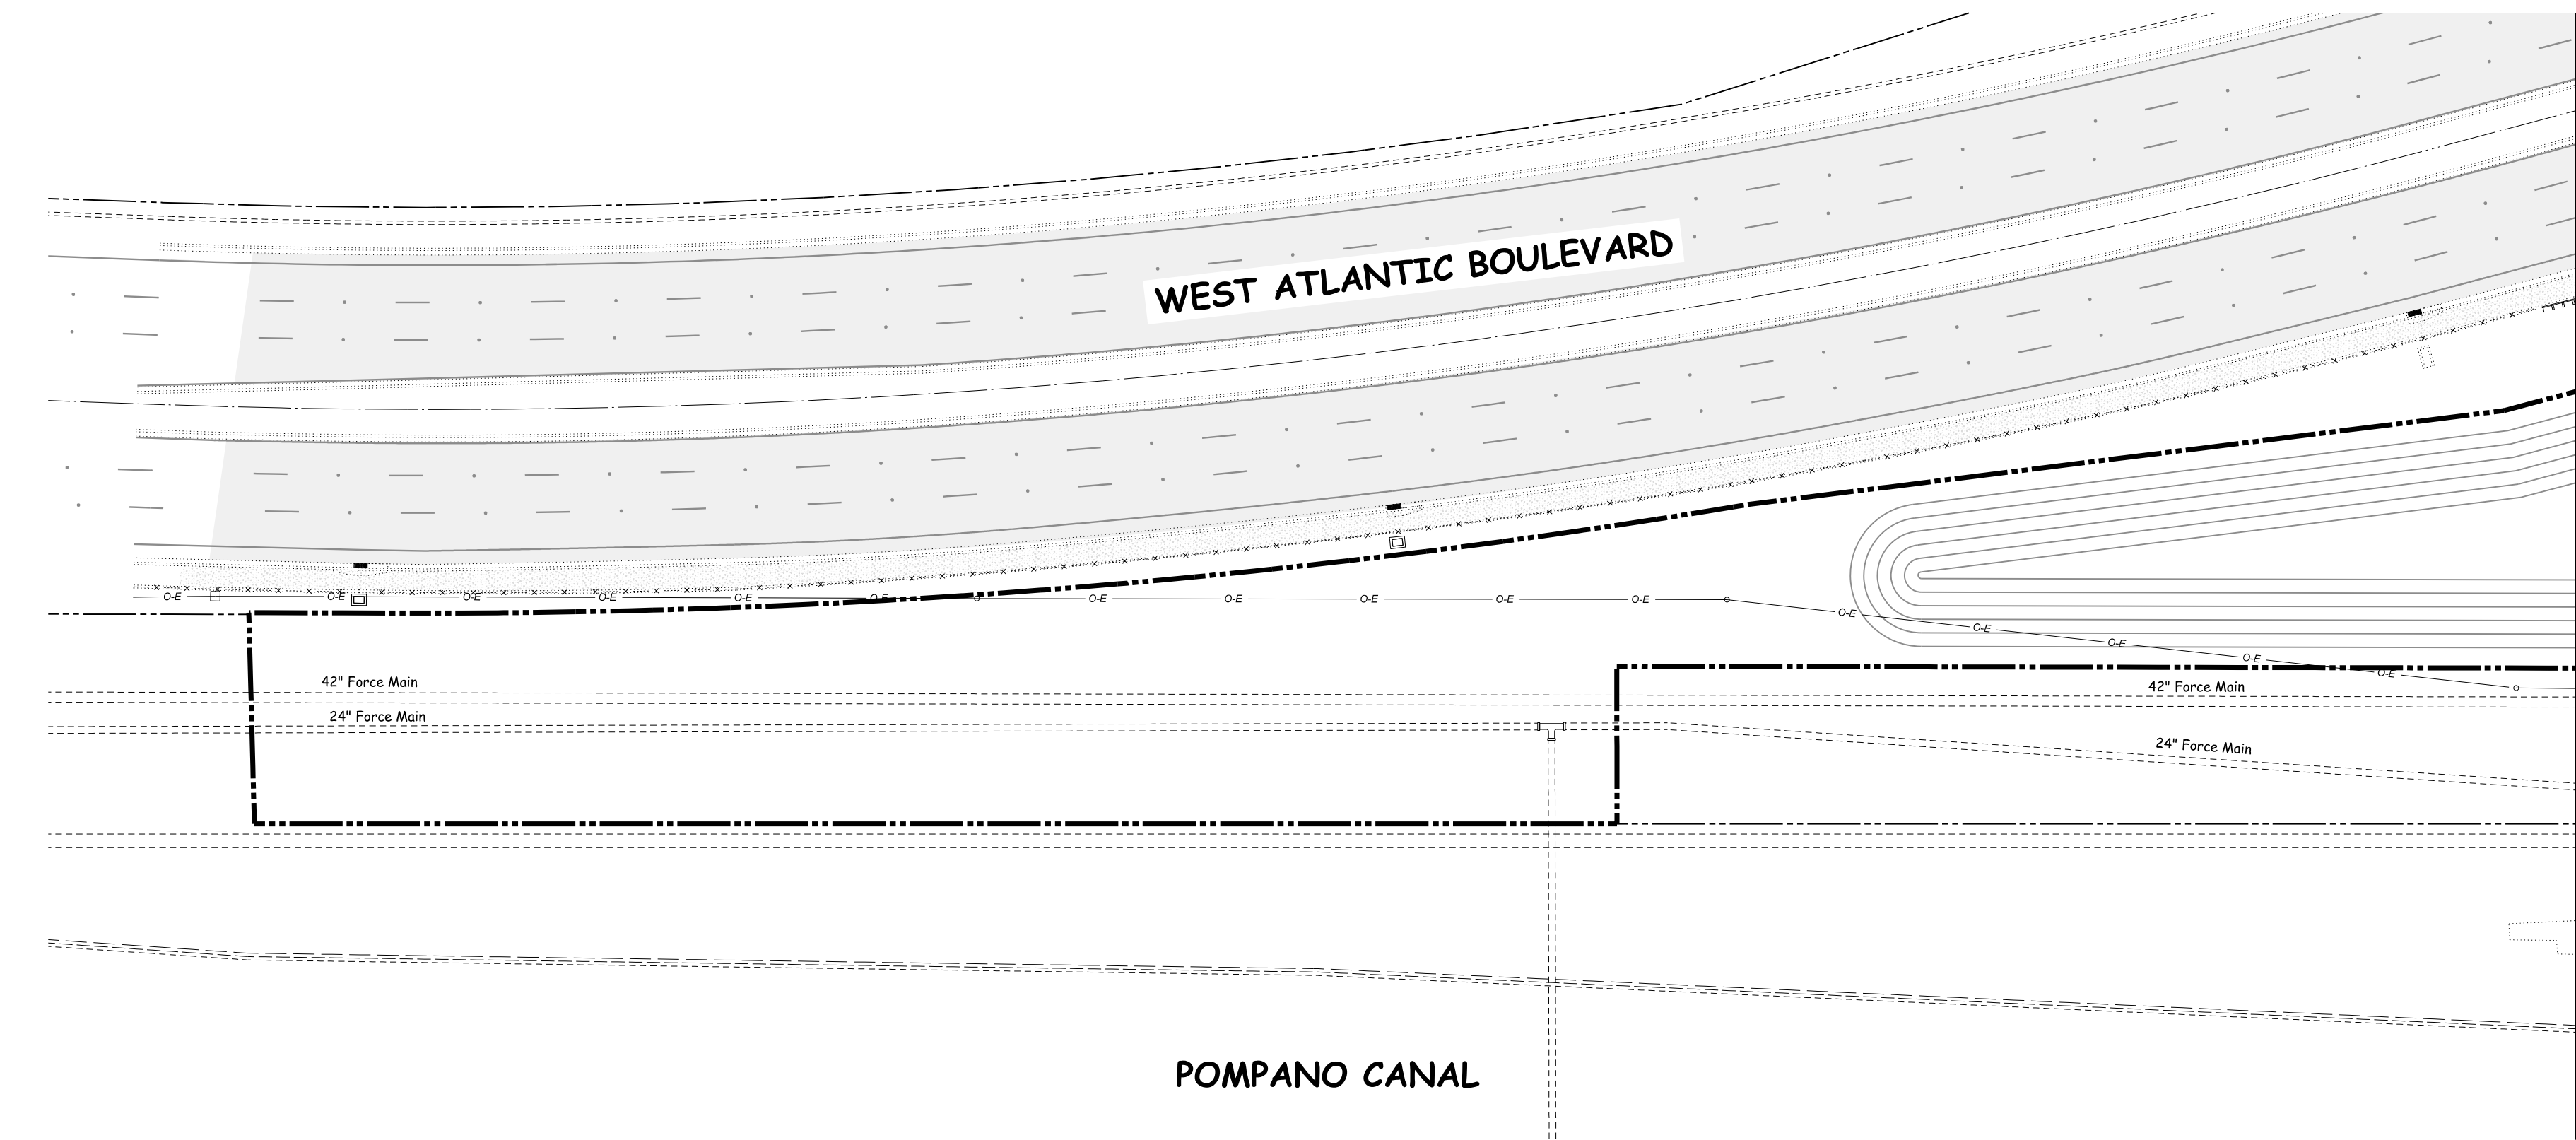 WEST ATLANTIC BOULEVARD
O-E O-E O-E O-E O-E O-E O-E O-E O-E O-E O-E
O-E
O-E
O-E
O-E
O-E
42" Force Main
42" Force Main
24" Force Main
24" Force Main
POMPANO CANAL